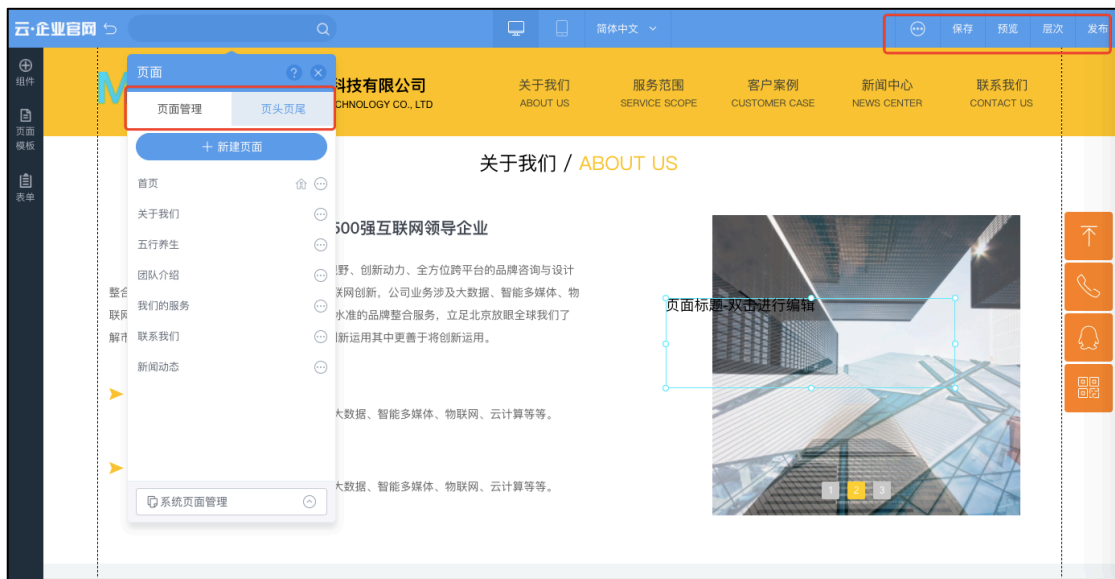 云·企业官网
简体中文
保存 预览 层次 发布
组件
页面
模板
表单
页面
?
页面管理 页头页尾
+ 新建页面
首页
关于我们
五行养生
团队介绍
我们的服务
联系我们
新闻动态
系统页面管理
M
科技有限公司
CHNOLOGY CO., LTD
关于我们 服务范围 客户案例 新闻中心 联系我们
ABOUT US SERVICE SCOPE CUSTOMER CASE NEWS CENTER CONTACT US
关于我们 / ABOUT US
500强互联网领导企业
野、创新动力、全方位跨平台的品牌咨询与设计
整合 联网创新，公司业务涉及大数据、智能多媒体、物
联网 水准的品牌整合服务，立足北京放眼全球我们了
解市 新运用其中更善于将创新运用。
大数据、智能多媒体、物联网、云计算等等。
大数据、智能多媒体、物联网、云计算等等。
页面标题-双击进行编辑
1 2 3